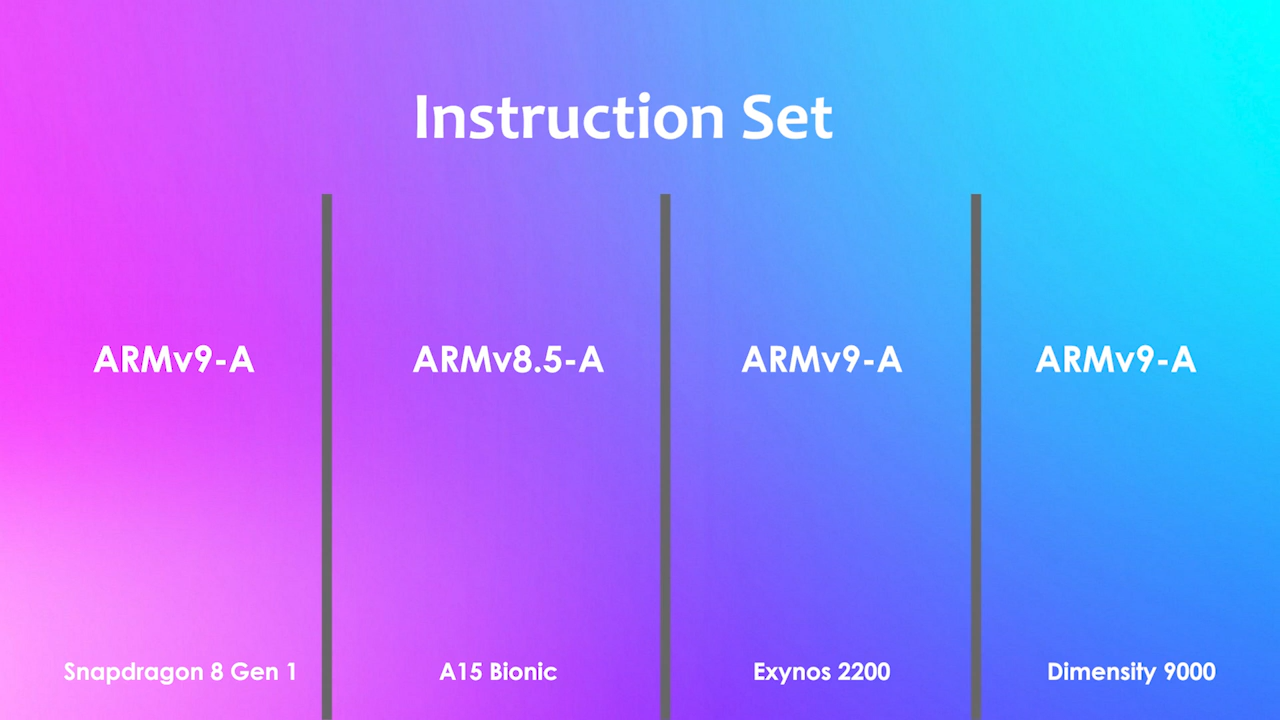 Instruction Set
ARMv9-A
ARMv8.5-A
ARMv9-A
ARMv9-A
Snapdragon 8 Gen 1
A15 Bionic
Exynos 2200
Dimensity 9000